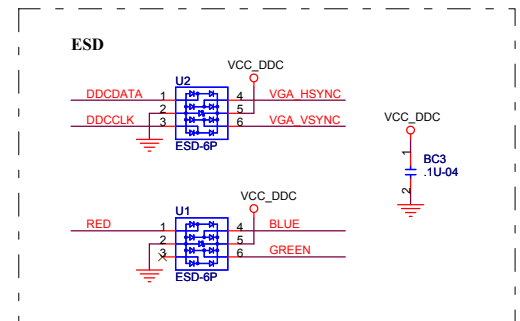 ESD
VCC_DDC
U2
DDCDATA 1 4 VGA_HSYNC
2 5
DDCCLK 3 6 VGA_VSYNC
ESD-6P
VCC_DDC
1
BC3
.1U-04
2
VCC_DDC
U1
RED 1 4 BLUE
2 5
3 6 GREEN
ESD-6P